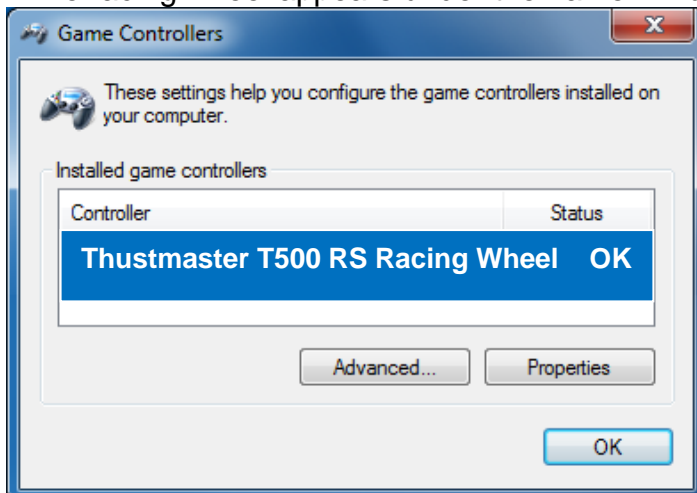 Game Controllers
These settings help you configure the game controllers installed on
your computer.
Installed game controllers
Controller Status
Thustmaster T500 RS Racing Wheel OK
Advanced... Properties
OK